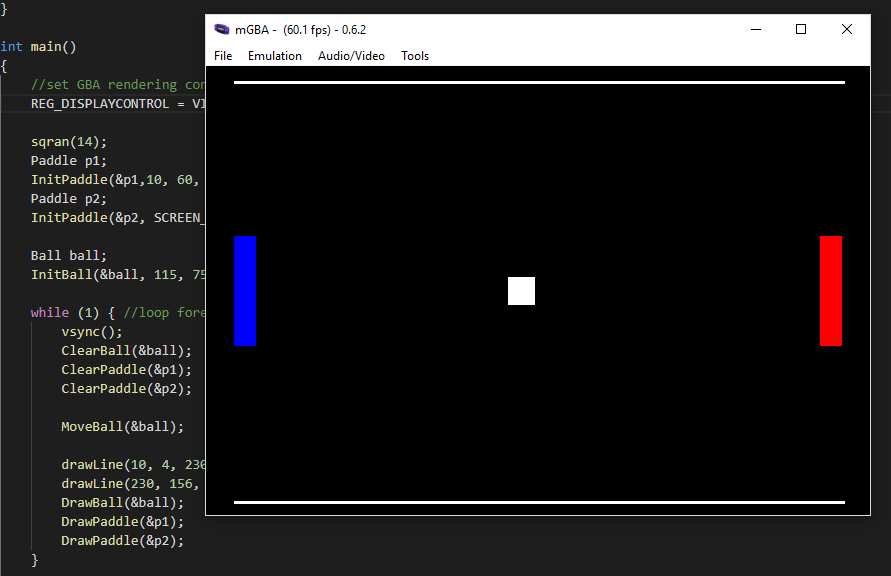 }
int main()
{
//set GBA rendering con
REG_DISPLAYCONTROL = VI
sqran(14);
Paddle p1;
InitPaddle(&p1,10, 60,
Paddle p2;
InitPaddle(&p2, SCREEN_
Ball ball;
InitBall(&ball, 115, 75
while (1) { //loop fore
vsync();
ClearBall(&ball);
ClearPaddle(&p1);
ClearPaddle(&p2);
MoveBall(&ball);
drawLine(10, 4, 230
drawLine(230, 156,
DrawBall(&ball);
DrawPaddle(&p1);
DrawPaddle(&p2);
}
mGBA - (60.1 fps) - 0.6.2
File Emulation Audio/Video Tools